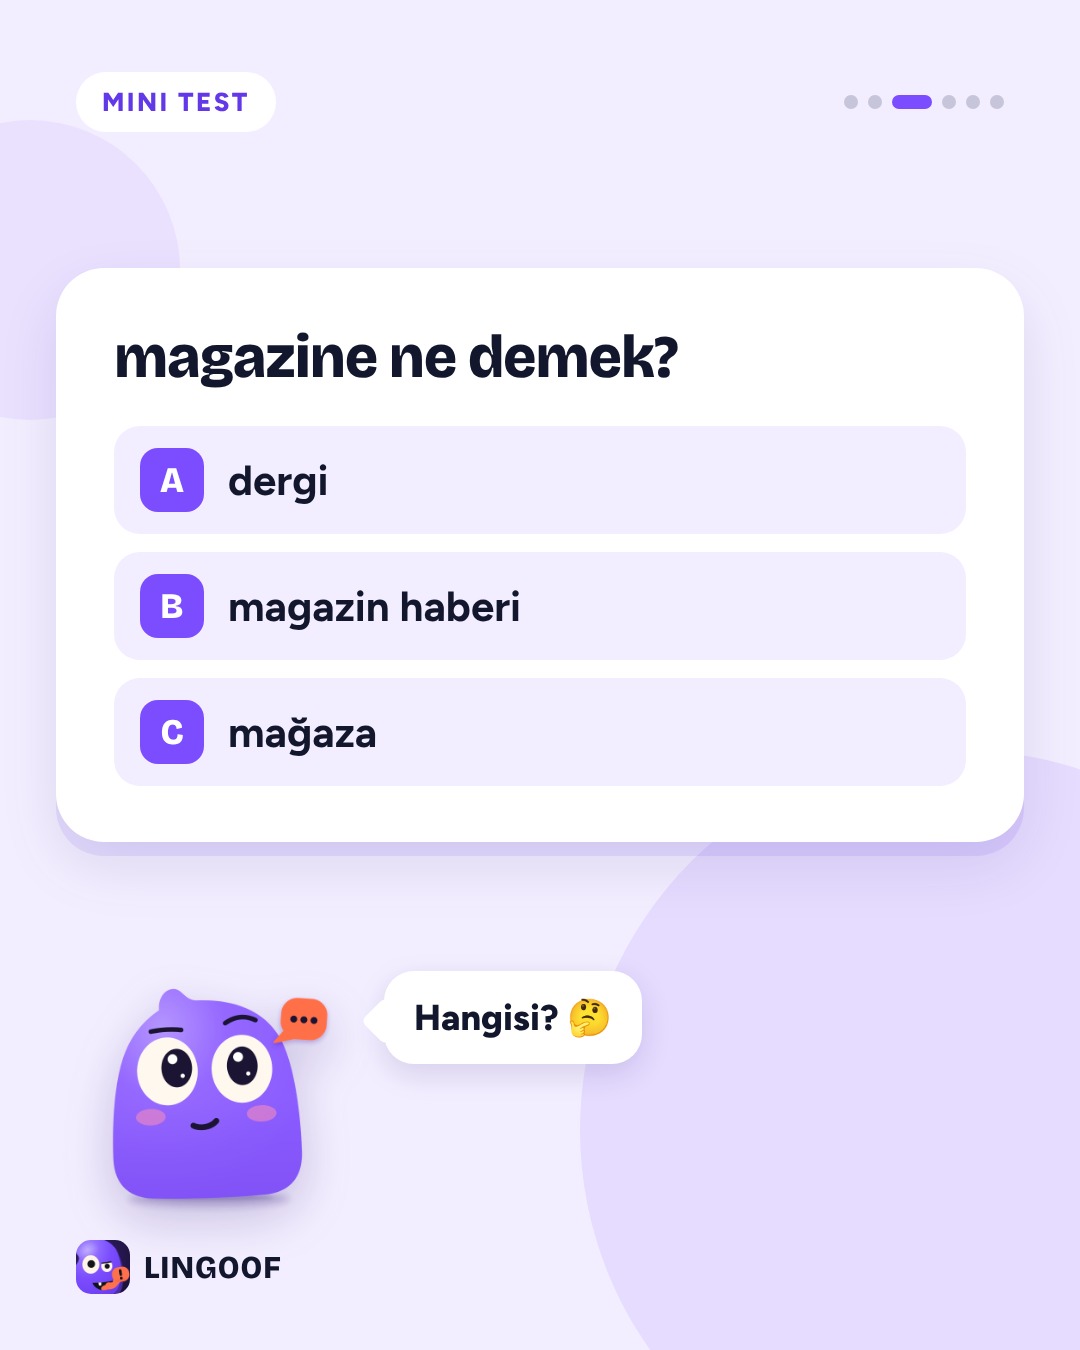 MINI TEST
magazine ne demek?
A dergi
B magazin haberi
C mağaza
Hangisi? 🤔
LINGOOF